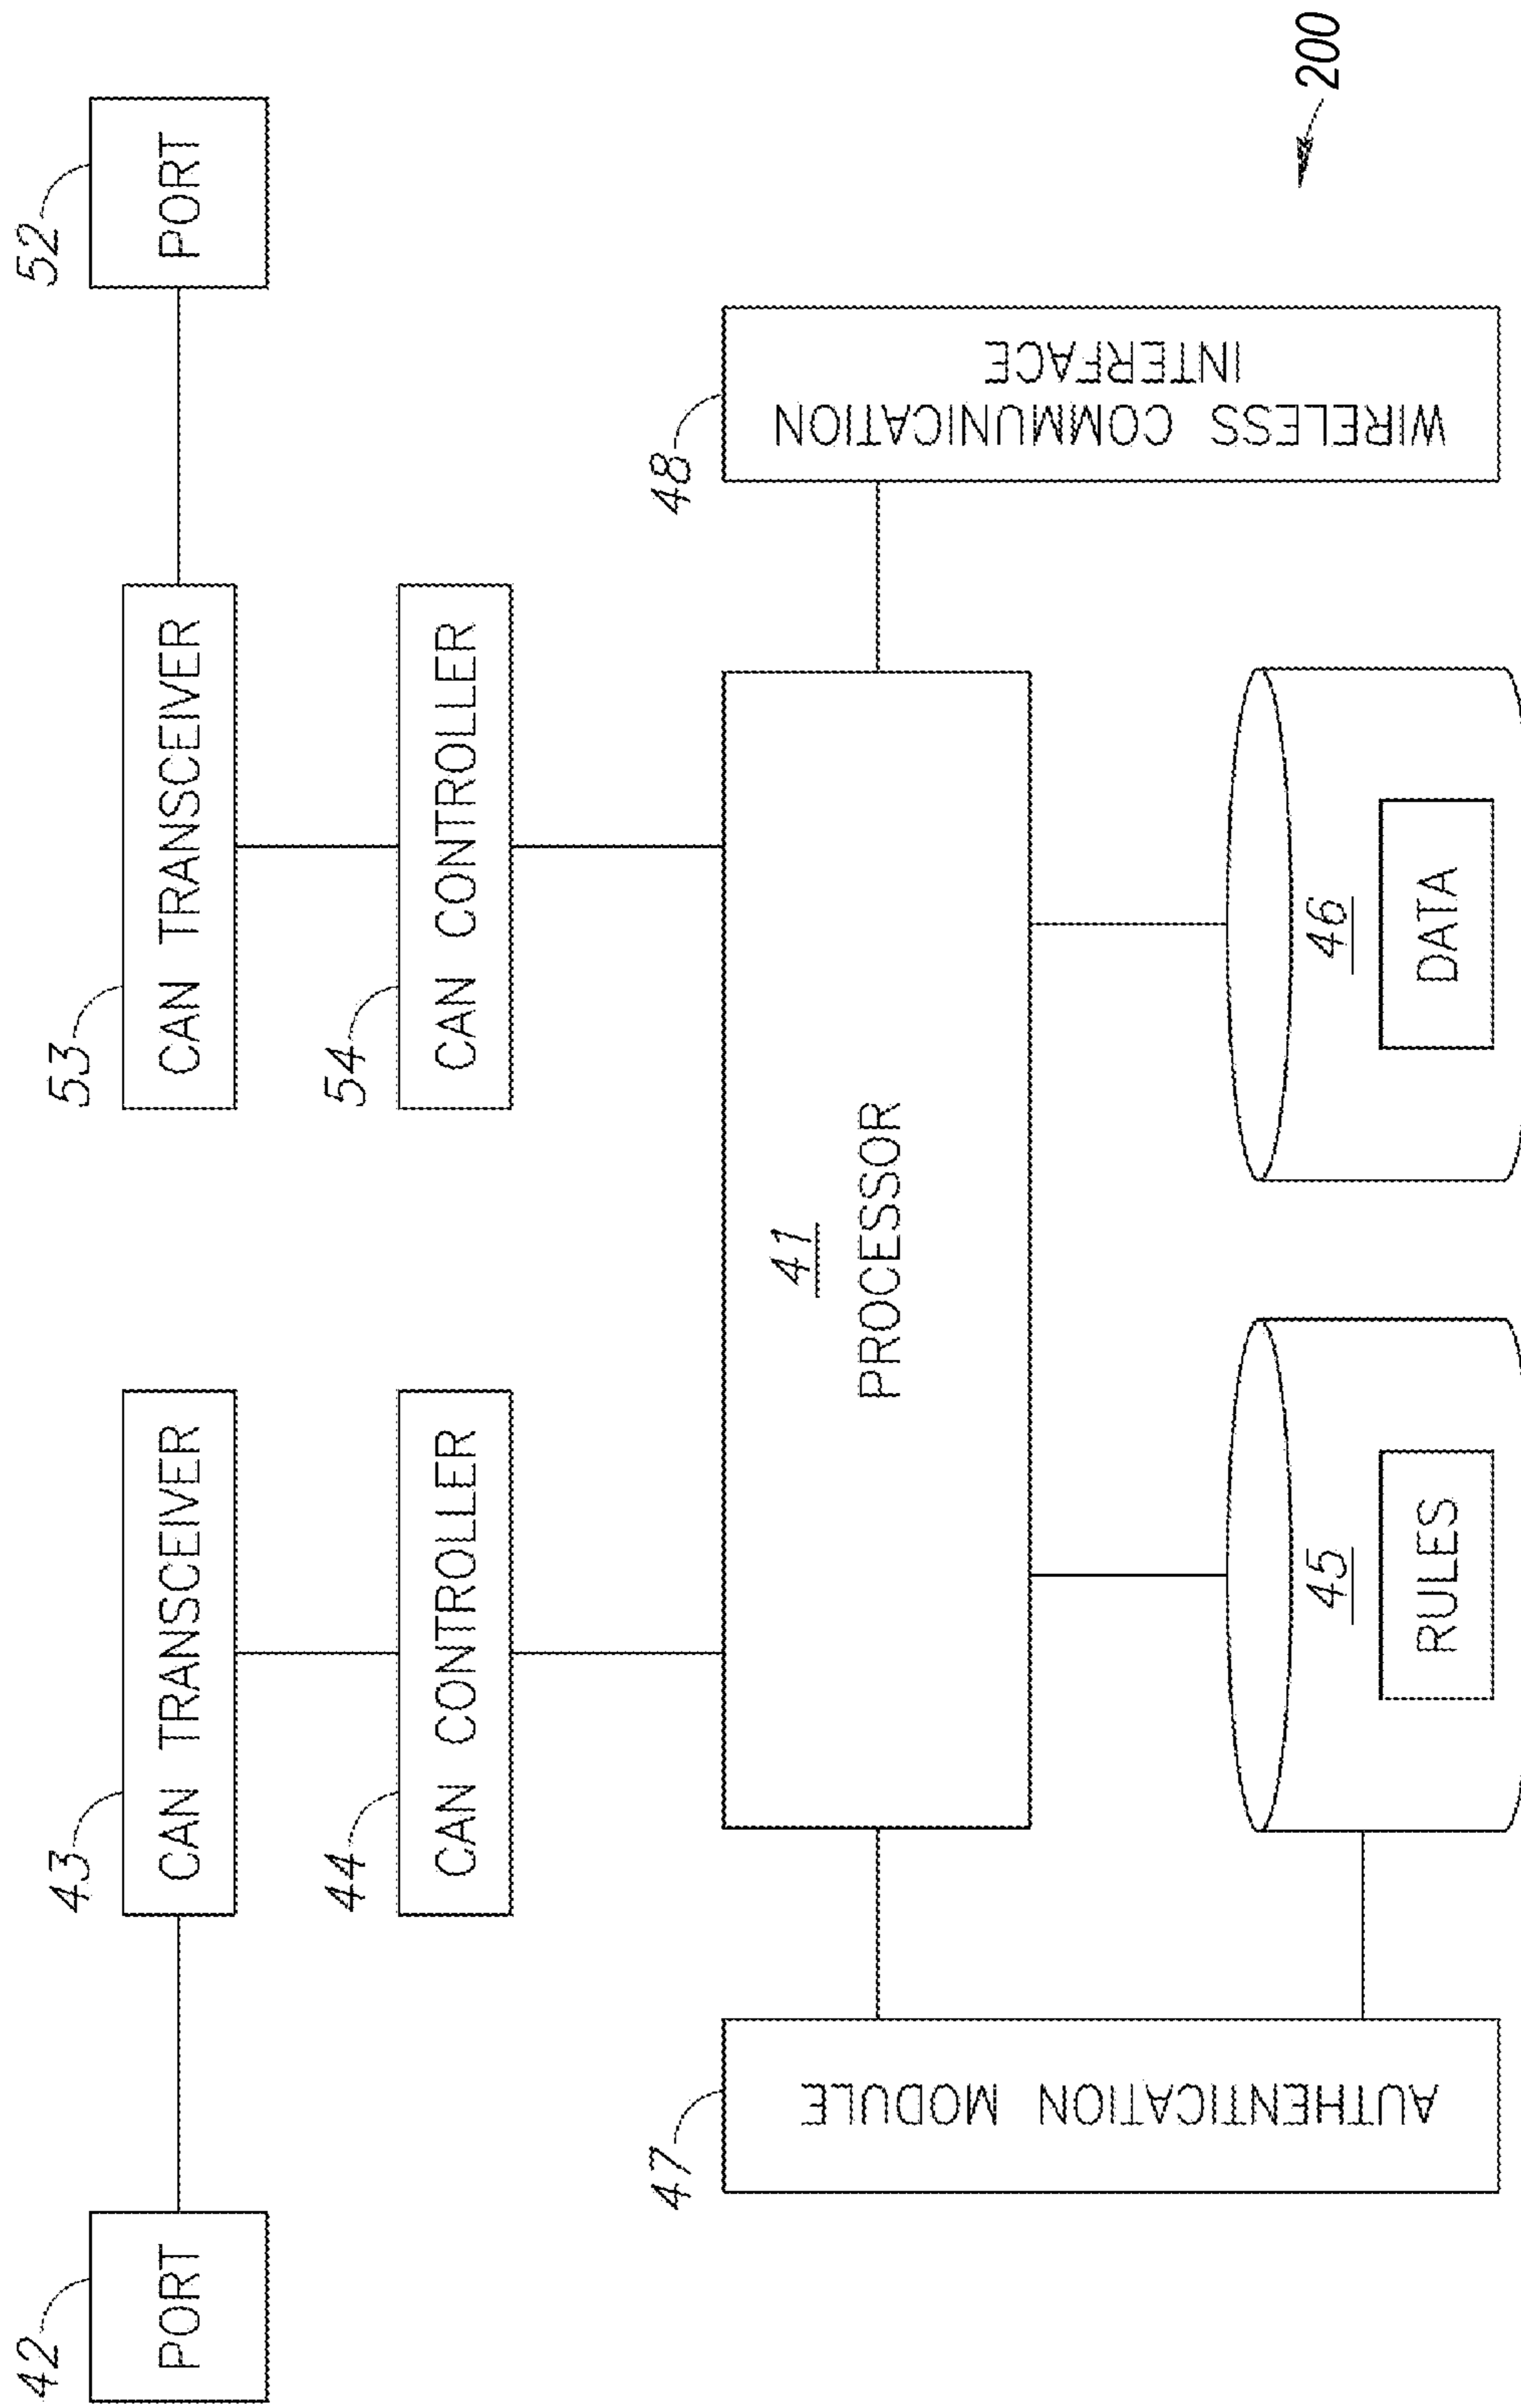 42
PORT
43
CAN TRANSCEIVER
53
CAN TRANSCEIVER
52
PORT
44
CAN CONTROLLER
54
CAN CONTROLLER
47
AUTHENTICATION MODULE
41
PROCESSOR
48
WIRELESS COMMUNICATION
INTERFACE
45
RULES
46
DATA
200